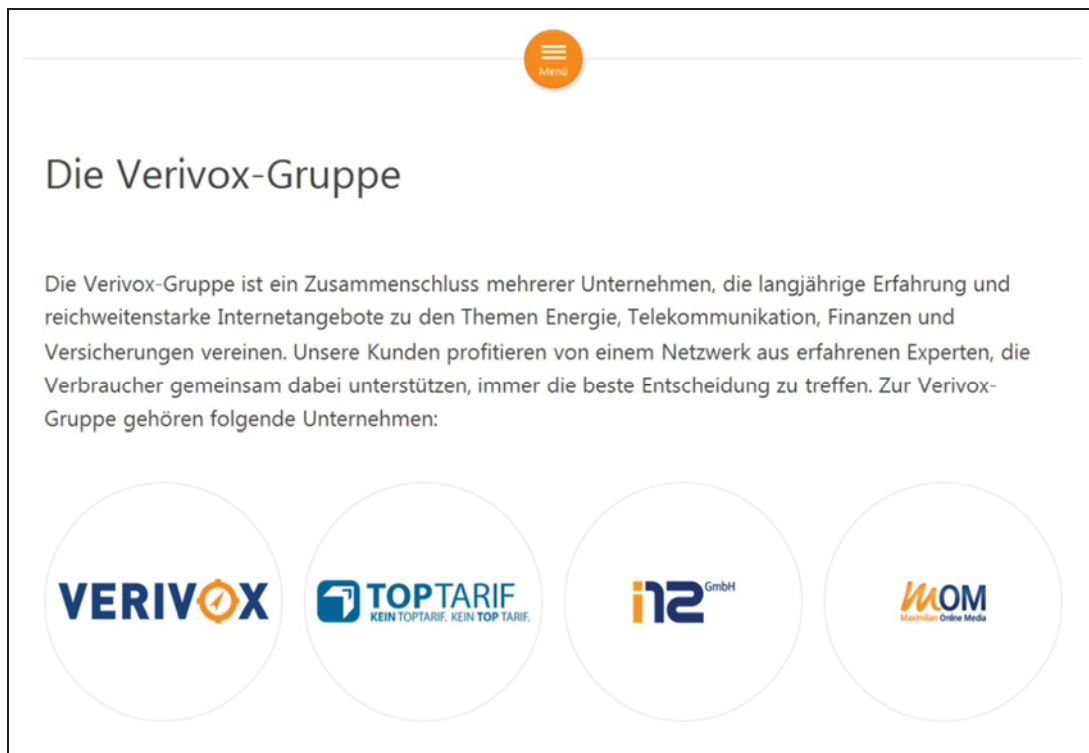 Menü
Die Verivox-Gruppe
Die Verivox-Gruppe ist ein Zusammenschluss mehrerer Unternehmen, die langjährige Erfahrung und
reichweitenstarke Internetangebote zu den Themen Energie, Telekommunikation, Finanzen und
Versicherungen vereinen. Unsere Kunden profitieren von einem Netzwerk aus erfahrenen Experten, die
Verbraucher gemeinsam dabei unterstützen, immer die beste Entscheidung zu treffen. Zur Verivox-
Gruppe gehören folgende Unternehmen:
VERIVOX
TOPTARIF
KEIN TOPTARIF. KEIN TOP TARIF.
i12 GmbH
MOM
Maximilian Online Media